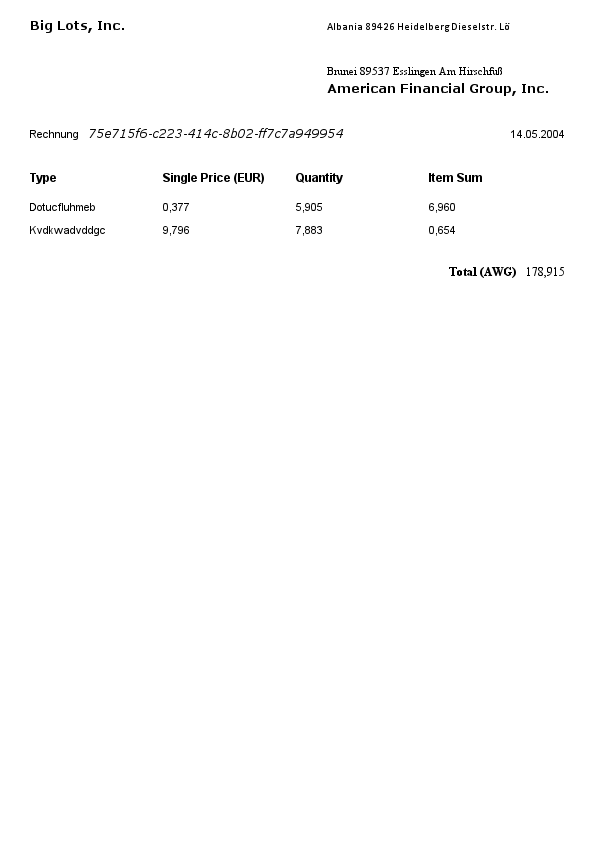 Big Lots, Inc.
Albania 89426 Heidelberg Dieselstr. Lö
Brunei 89537 Esslingen Am Hirschfuß
American Financial Group, Inc.
Rechnung 75e715f6-c223-414c-8b02-ff7c7a949954 14.05.2004
Type Single Price (EUR) Quantity Item Sum
Dotucfluhmeb 0,377 5,905 6,960
Kvdkwadvddgc 9,796 7,883 0,654
Total (AWG) 178,915